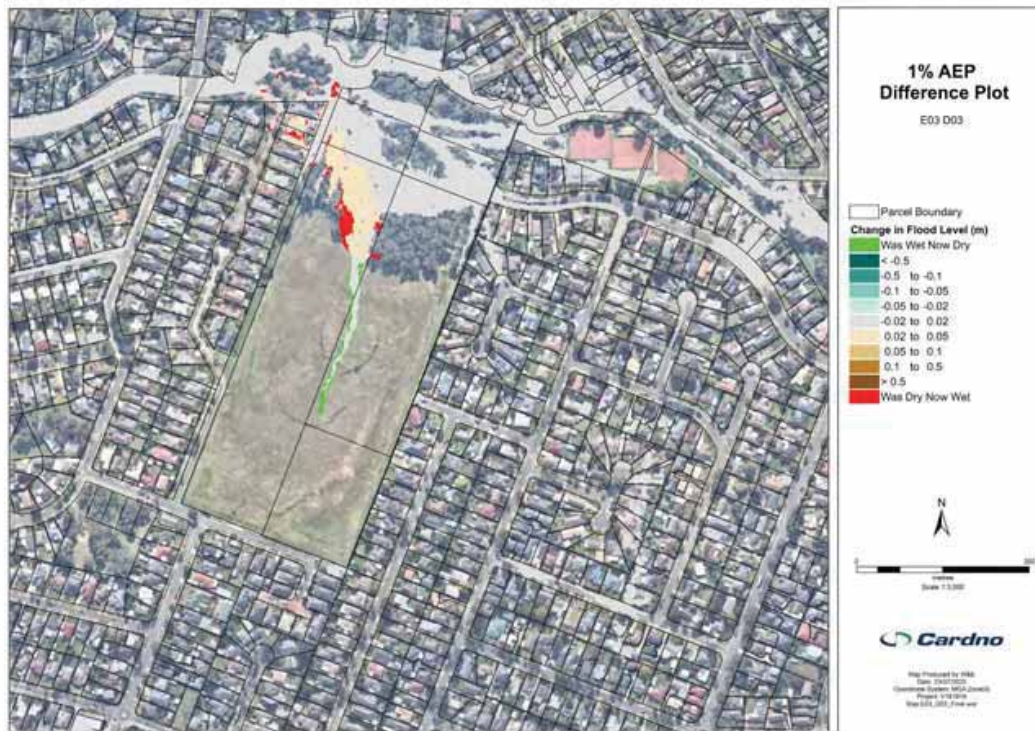 1% AEP
Difference Plot
E03 D03
Parcel Boundary
Change in Flood Level (m)
Was Wet Now Dry
< -0.5
-0.5 to -0.1
-0.1 to -0.05
-0.05 to -0.02
-0.02 to 0.02
0.02 to 0.05
0.05 to 0.1
0.1 to 0.5
> 0.5
Was Dry Now Wet
N
0
metres
Cardno